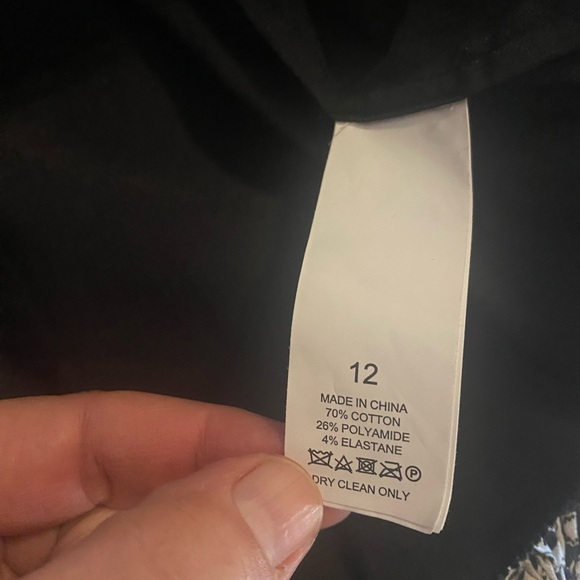 12
MADE IN CHINA
70% COTTON
26% POLYAMIDE
4% ELASTANE
P
DRY CLEAN ONLY